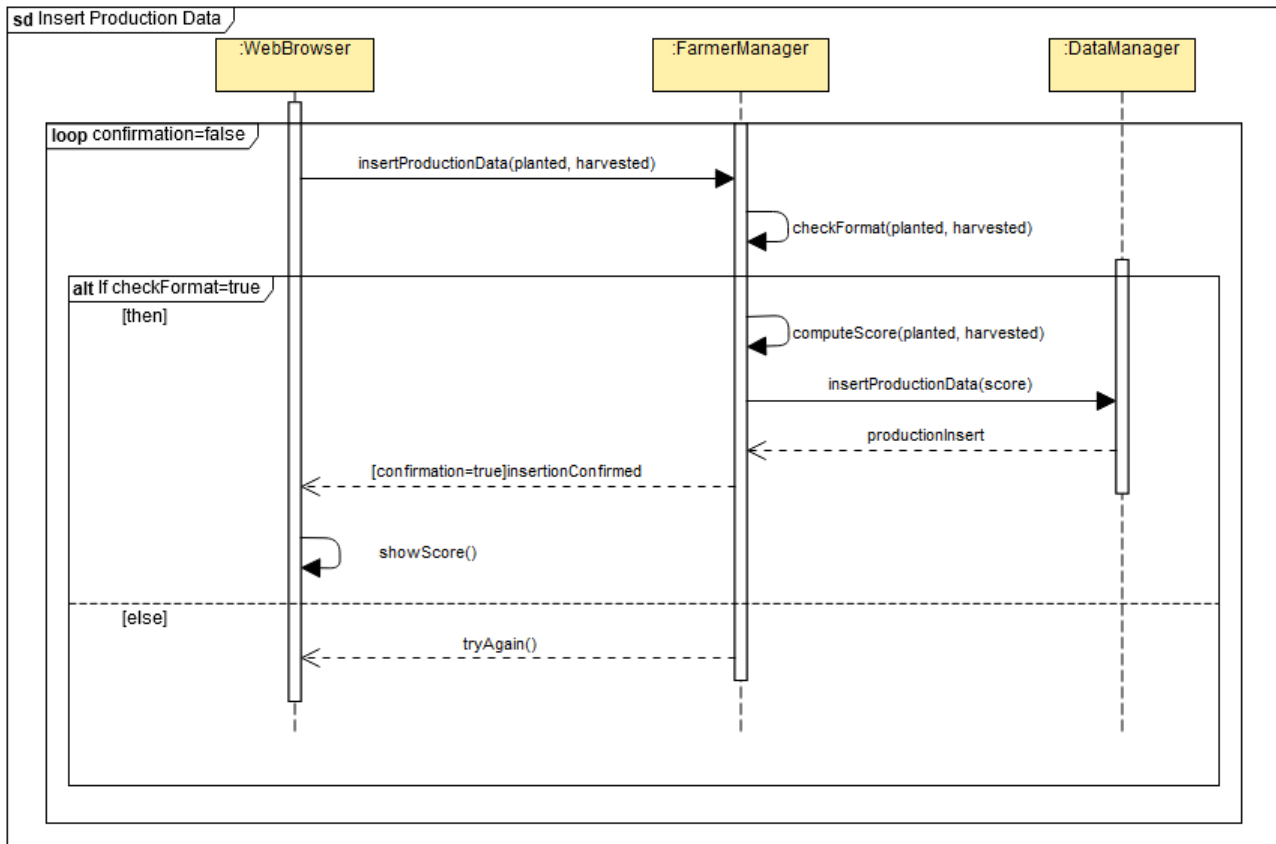 sd Insert Production Data
:WebBrowser
:FarmerManager
:DataManager
loop confirmation=false
insertProductionData(planted, harvested)
checkFormat(planted, harvested)
alt If checkFormat=true
[then]
computeScore(planted, harvested)
insertProductionData(score)
productionInsert
[confirmation=true]insertionConfirmed
showScore()
[else]
tryAgain()